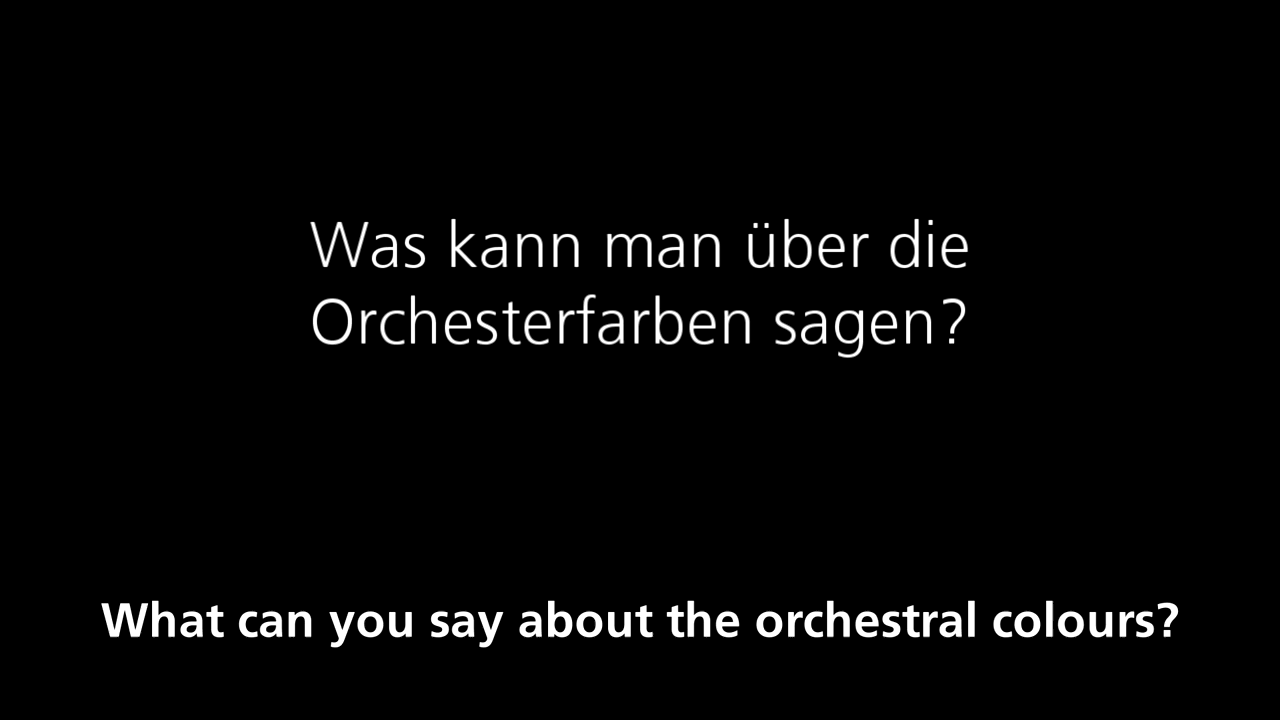 Was kann man über die
Orchesterfarben sagen?
What can you say about the orchestral colours?